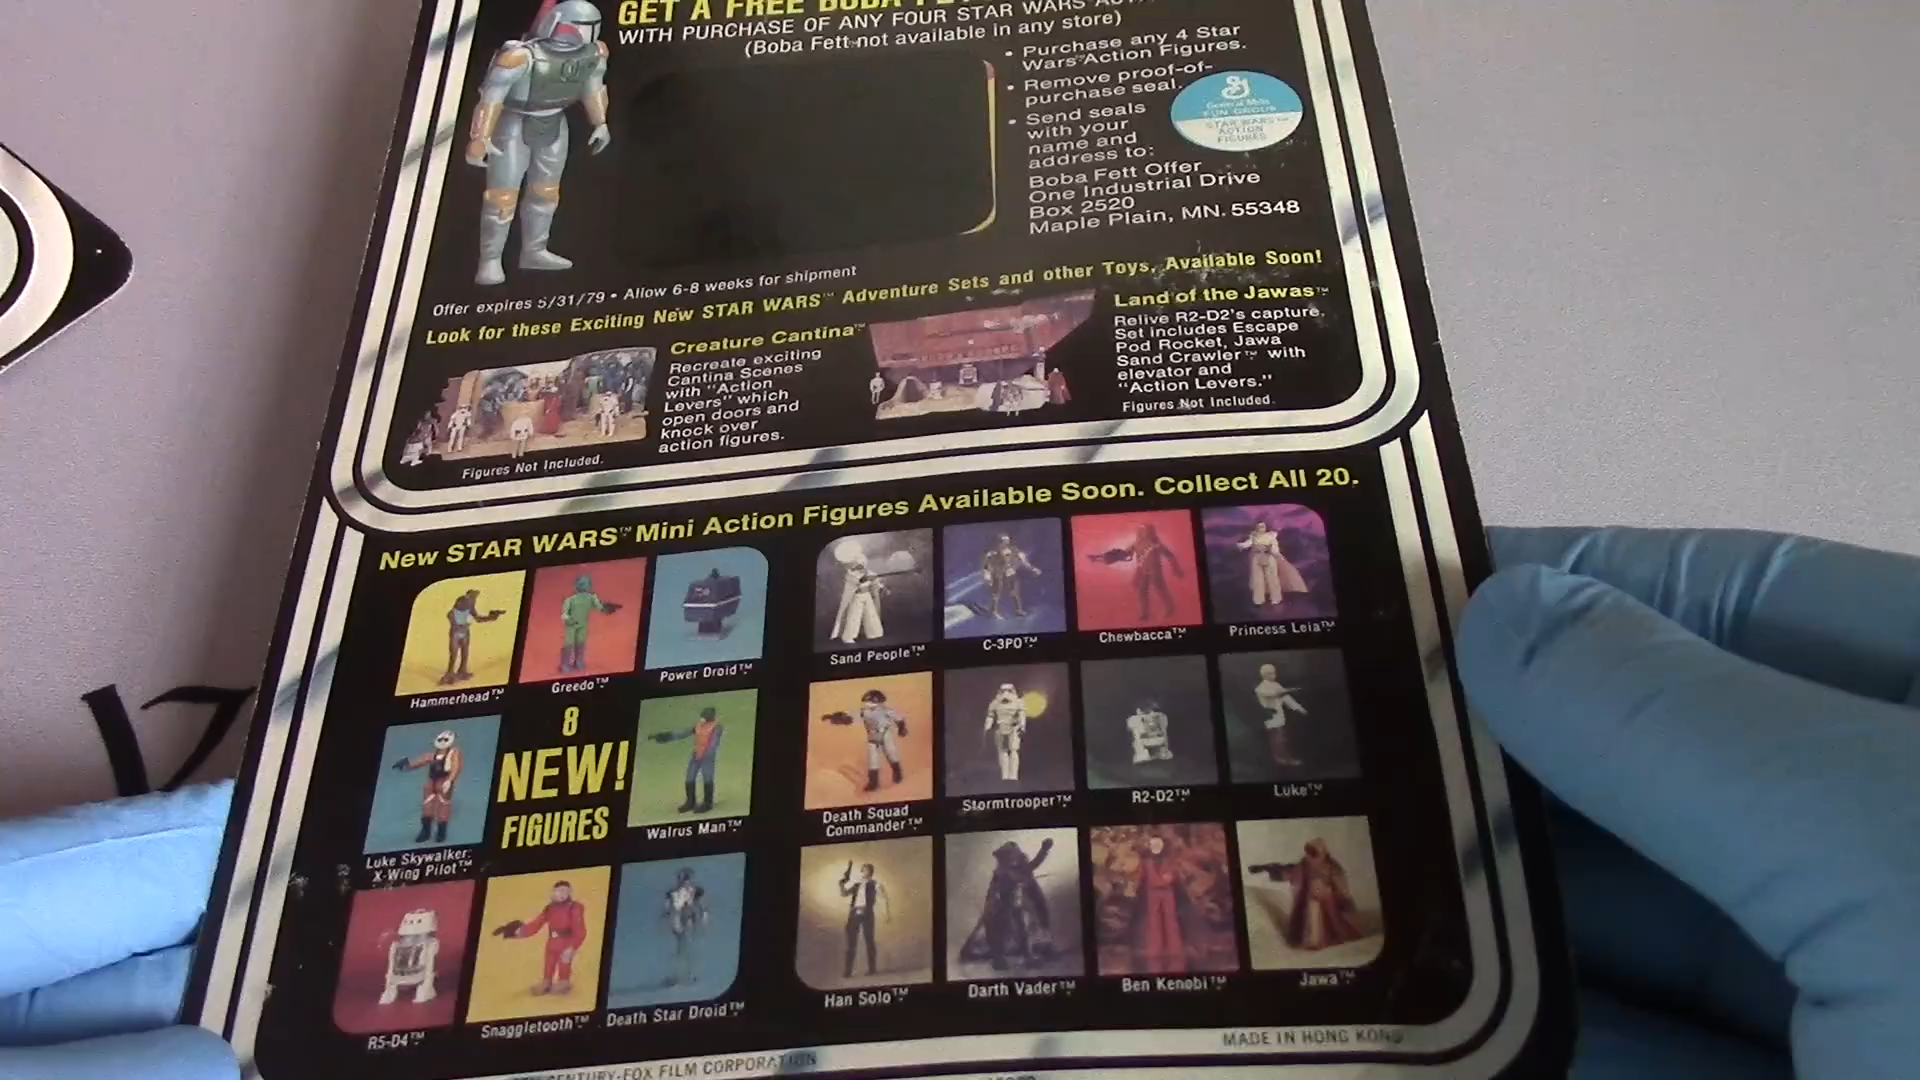 GET A FREE BOBA
WITH PURCHASE OF ANY FOUR STAR WARS
(Boba Fett not available in any store)
• Purchase any 4 Star
Wars Action Figures.
• Remove proof-of-
purchase seal.
• Send seals
with your
name and
address to:
Boba Fett Offer
One Industrial Drive
Box 2520
Maple Plain, MN. 55348
General Mills
FUN GROUP
STAR WARS™
ACTION
FIGURES
Offer expires 5/31/79 • Allow 6-8 weeks for shipment
Look for these Exciting New STAR WARS™ Adventure Sets and other Toys, Available Soon!
Creature Cantina™
Recreate exciting
Cantina Scenes
with "Action
Levers" which
open doors and
knock over
action figures.
Figures Not Included.
Land of the Jawas™
Relive R2-D2's capture.
Set includes Escape
Pod Rocket, Jawa
Sand Crawler™ with
elevator and
"Action Levers."
Figures Not Included.
New STAR WARS™ Mini Action Figures Available Soon. Collect All 20.
Hammerhead™
Greedo™
Power Droid™
Luke Skywalker:
X-Wing Pilot™
8
NEW!
FIGURES
Walrus Man™
R5-D4™
Snaggletooth™
Death Star Droid™
Sand People™
C-3PO™
Chewbacca™
Princess Leia™
Death Squad
Commander™
Stormtrooper™
R2-D2™
Luke™
Han Solo™
Darth Vader™
Ben Kenobi™
Jawa™
CENTURY-FOX FILM CORPORATION
MADE IN HONG KONG